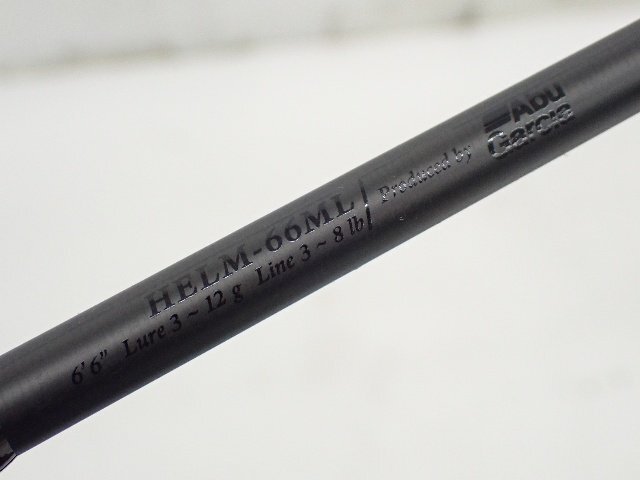 HELM-66ML
6'6" Lure 3 ~ 12 g Line 3 ~ 8 lb
Produced by
Abu
Garcia